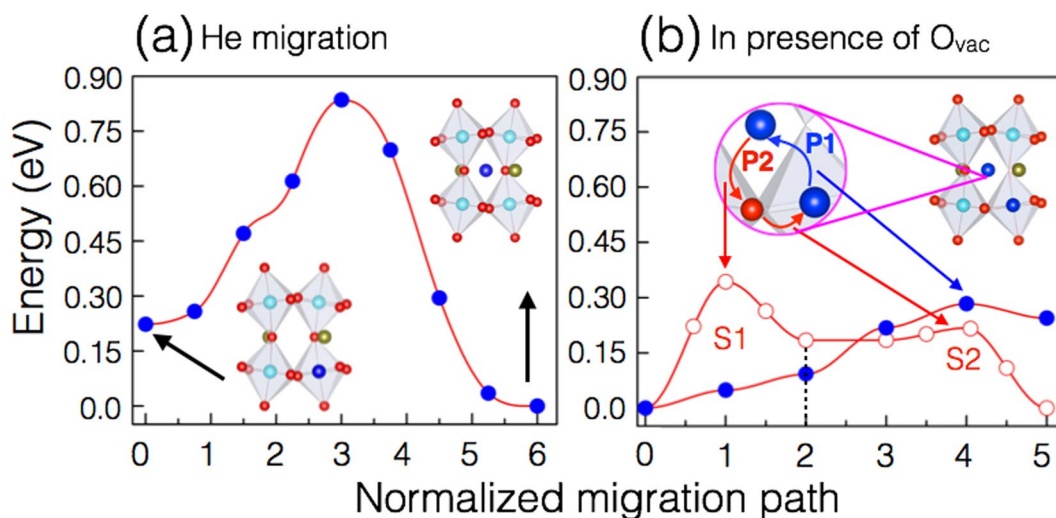 (a) He migration
(b) In presence of Ovac
Energy (eV)
0.90
0.75
0.60
0.45
0.30
0.15
0.0
0 1 2 3 4 5 6
0.90
0.75
0.60
0.45
0.30
0.15
0.0
P1
P2
S1
S2
0 1 2 3 4 5
Normalized migration path